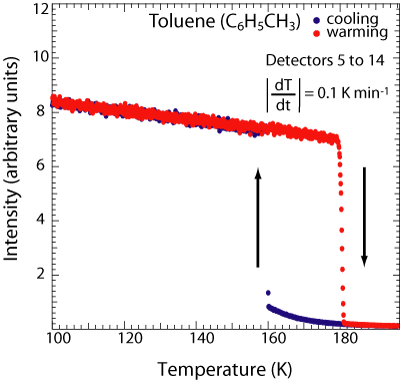 Toluene (C₆H₅CH₃)
cooling
warming
Detectors 5 to 14
|dT/dt| = 0.1 K min⁻¹
12
10
8
6
4
2
Intensity (arbitrary units)
100 120 140 160 180
Temperature (K)